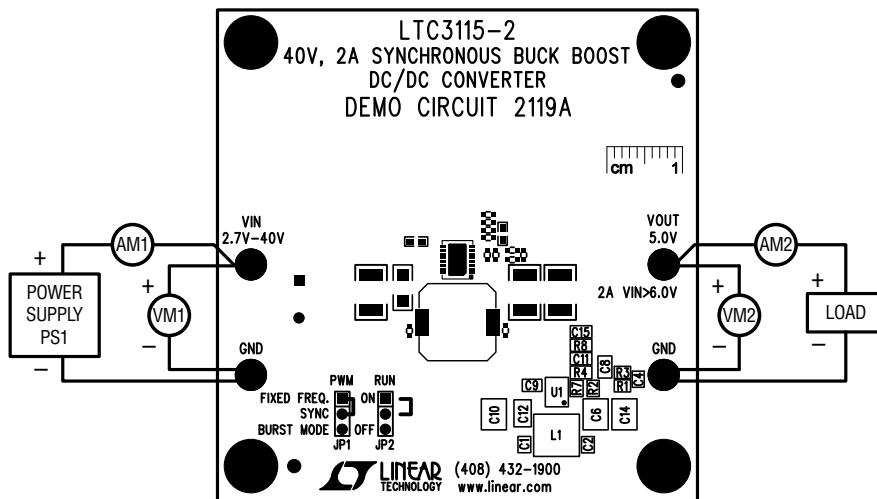 LTC3115-2
40V, 2A SYNCHRONOUS BUCK BOOST
DC/DC CONVERTER
DEMO CIRCUIT 2119A
cm 1
VIN
2.7V-40V
VOUT
5.0V
AM1
AM2
+
+
+
+
POWER
SUPPLY
PS1
VM1
2A VIN>6.0V
VM2
LOAD
–
–
–
–
GND
GND
C15
R8
C11
R4
C8
R3
C4
C9
U1
R7
R2
R1
PWM
RUN
FIXED FREQ.
ON
SYNC
BURST MODE
OFF
JP1
JP2
C10
C12
C6
C14
C1
L1
C2
LINEAR
TECHNOLOGY
(408) 432-1900
www.linear.com